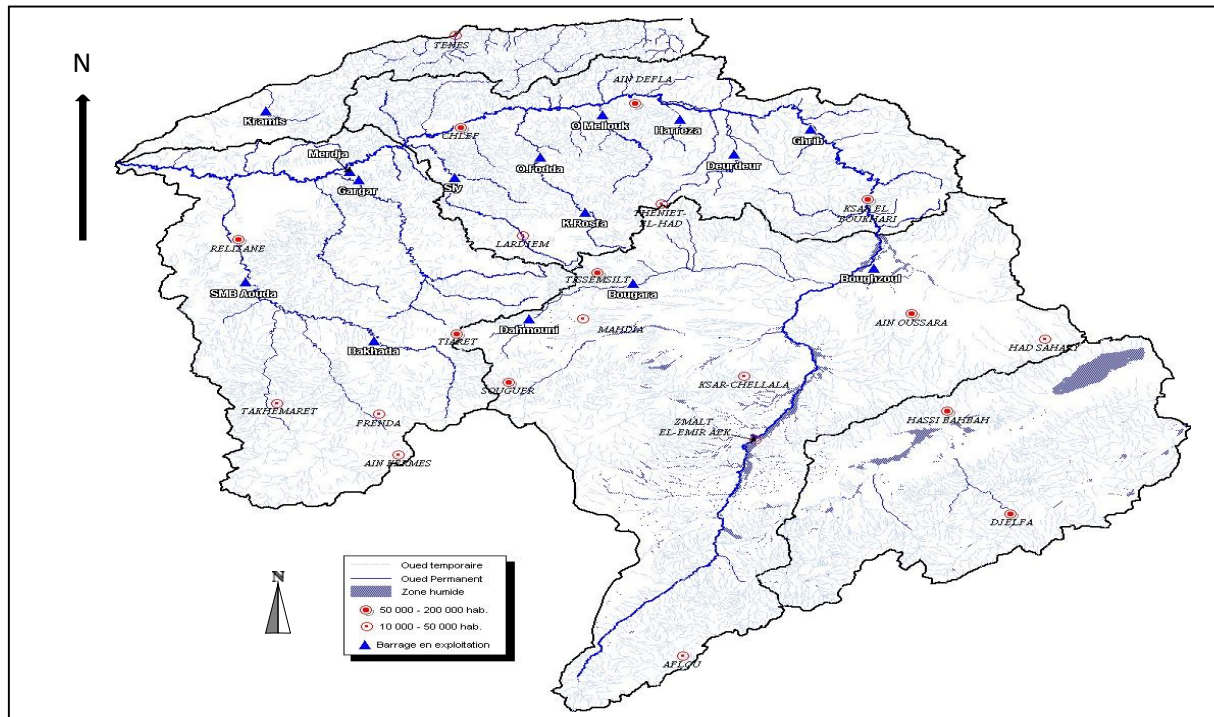 N
TENES
AIN DEFLA
Kramis
O Mellouk
Harreza
CHLEF
Ghrib
Merdja
O.Fodda
Deurdeur
Gargar
Sly
KSAR EL
BOUKHARI
THENIET-
EL-HAD
K.Rosfa
LARDJEM
RELIZANE
TISSEMSILT
Boughzoul
SMB Aouda
Bougara
Dahmouni
MAHDIA
AIN OUSSARA
TIARET
HAD SAHARY
Bakhada
KSAR-CHELLALA
SOUGUER
TAKHEMARET
FRENDA
HASSI BAHBAH
ZMALT
EL-EMIR AEK
AIN KERMES
DJELFA
N
Oued temporaire
Oued Permanent
Zone humide
50 000 - 200 000 hab.
10 000 - 50 000 hab.
Barrage en exploitation
AFLOU